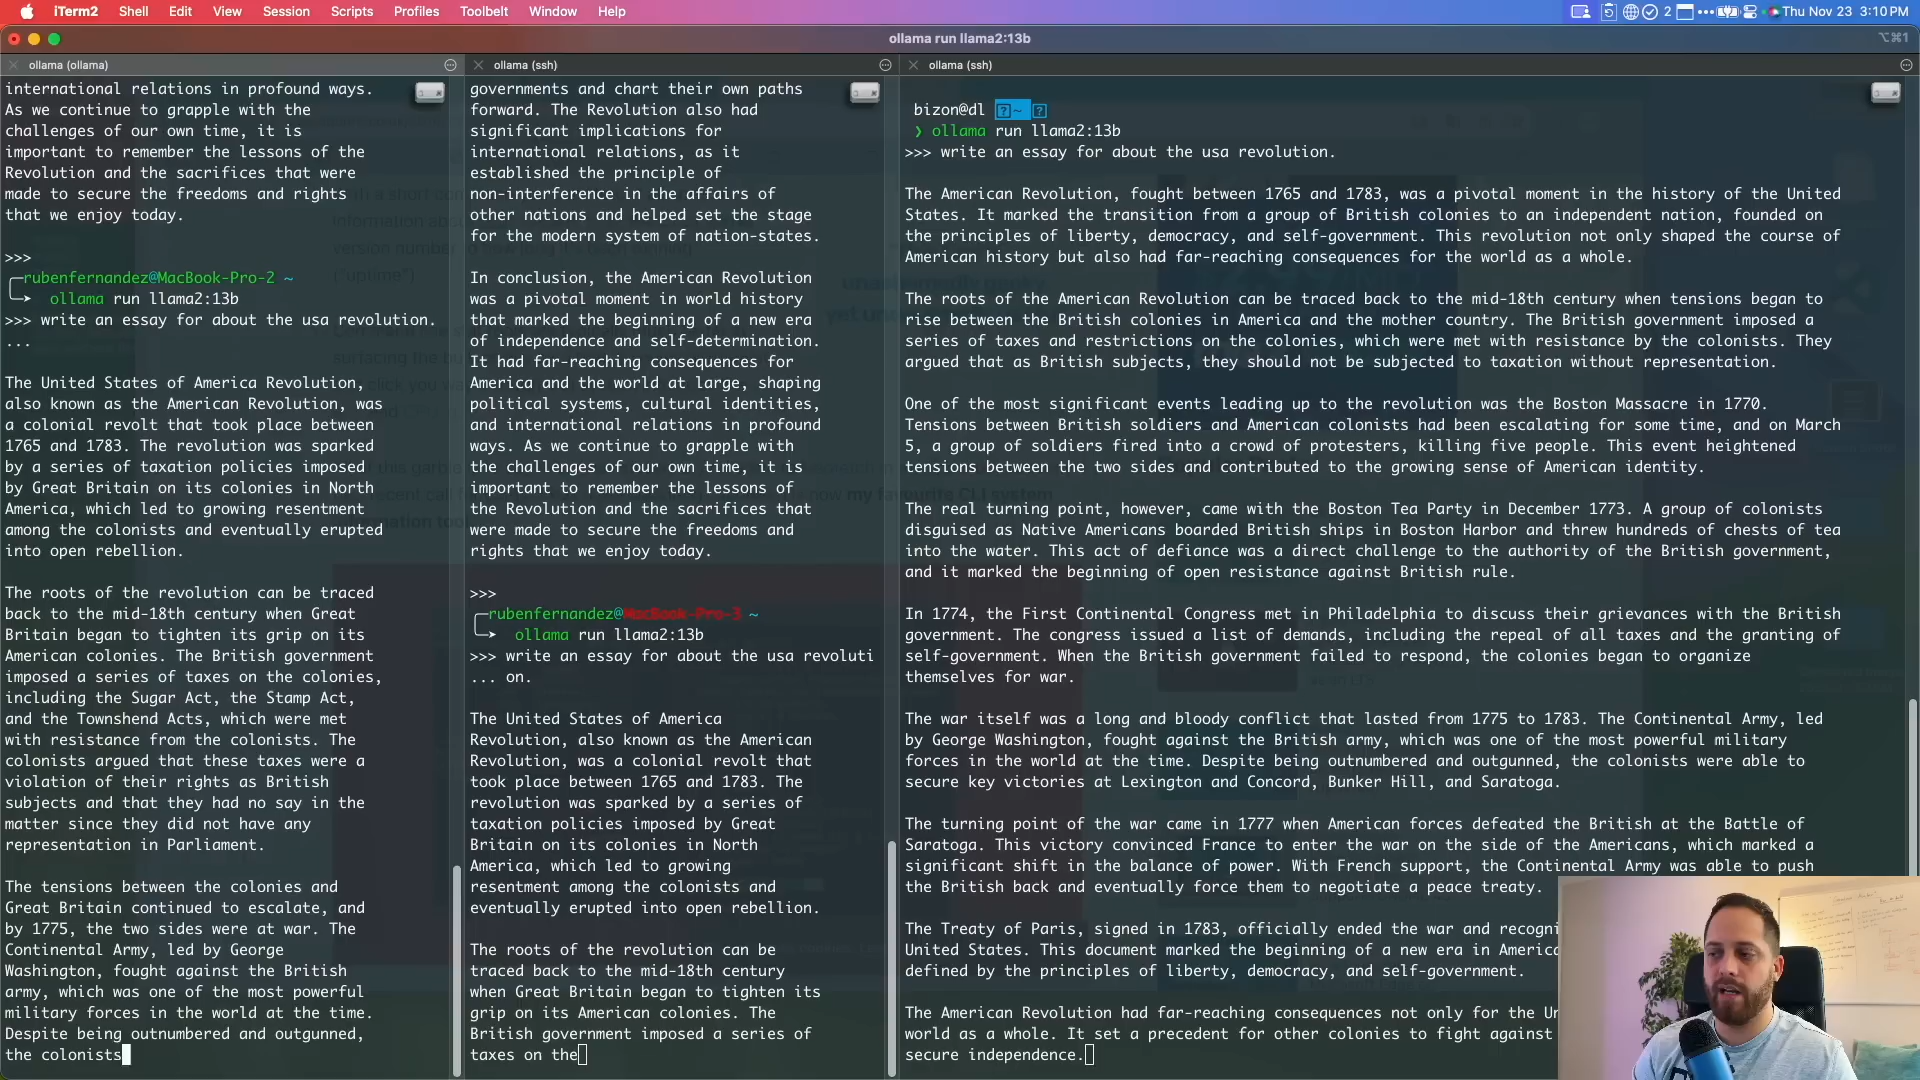 iTerm2 Shell Edit View Session Scripts Profiles Toolbelt Window Help
2 Thu Nov 23 3:10 PM
ollama run llama2:13b
⌥⌘1
ollama (ollama)
international relations in profound ways.
As we continue to grapple with the
challenges of our own time, it is
important to remember the lessons of the
Revolution and the sacrifices that were
made to secure the freedoms and rights
that we enjoy today.
>>>
rubenfernandez@MacBook-Pro-2 ~
ollama run llama2:13b
>>> write an essay for about the usa revolution.
...
The United States of America Revolution,
also known as the American Revolution, was
a colonial revolt that took place between
1765 and 1783. The revolution was sparked
by a series of taxation policies imposed
by Great Britain on its colonies in North
America, which led to growing resentment
among the colonists and eventually erupted
into open rebellion.
The roots of the revolution can be traced
back to the mid-18th century when Great
Britain began to tighten its grip on its
American colonies. The British government
imposed a series of taxes on the colonies,
including the Sugar Act, the Stamp Act,
and the Townshend Acts, which were met
with resistance from the colonists. The
colonists argued that these taxes were a
violation of their rights as British
subjects and that they had no say in the
matter since they did not have any
representation in Parliament.
The tensions between the colonies and
Great Britain continued to escalate, and
by 1775, the two sides were at war. The
Continental Army, led by George
Washington, fought against the British
army, which was one of the most powerful
military forces in the world at the time.
Despite being outnumbered and outgunned,
the colonists
ollama (ssh)
governments and chart their own paths
forward. The Revolution also had
significant implications for
international relations, as it
established the principle of
non-interference in the affairs of
other nations and helped set the stage
for the modern system of nation-states.
In conclusion, the American Revolution
was a pivotal moment in world history
that marked the beginning of a new era
of independence and self-determination.
It had far-reaching consequences for
America and the world at large, shaping
political systems, cultural identities,
and international relations in profound
ways. As we continue to grapple with
the challenges of our own time, it is
important to remember the lessons of
the Revolution and the sacrifices that
were made to secure the freedoms and
rights that we enjoy today.
>>>
rubenfernandez@MacBook-Pro-3 ~
ollama run llama2:13b
>>> write an essay for about the usa revoluti
... on.
The United States of America
Revolution, also known as the American
Revolution, was a colonial revolt that
took place between 1765 and 1783. The
revolution was sparked by a series of
taxation policies imposed by Great
Britain on its colonies in North
America, which led to growing
resentment among the colonists and
eventually erupted into open rebellion.
The roots of the revolution can be
traced back to the mid-18th century
when Great Britain began to tighten its
grip on its American colonies. The
British government imposed a series of
taxes on the
ollama (ssh)
bizon@dl ~
❯ ollama run llama2:13b
>>> write an essay for about the usa revolution.
The American Revolution, fought between 1765 and 1783, was a pivotal moment in the history of the United
States. It marked the transition from a group of British colonies to an independent nation, founded on
the principles of liberty, democracy, and self-government. This revolution not only shaped the course of
American history but also had far-reaching consequences for the world as a whole.
The roots of the American Revolution can be traced back to the mid-18th century when tensions began to
rise between the British colonies in America and the mother country. The British government imposed a
series of taxes and restrictions on the colonies, which were met with resistance by the colonists. They
argued that as British subjects, they should not be subjected to taxation without representation.
One of the most significant events leading up to the revolution was the Boston Massacre in 1770.
Tensions between British soldiers and American colonists had been escalating for some time, and on March
5, a group of soldiers fired into a crowd of protesters, killing five people. This event heightened
tensions between the two sides and contributed to the growing sense of American identity.
The real turning point, however, came with the Boston Tea Party in December 1773. A group of colonists
disguised as Native Americans boarded British ships in Boston Harbor and threw hundreds of chests of tea
into the water. This act of defiance was a direct challenge to the authority of the British government,
and it marked the beginning of open resistance against British rule.
In 1774, the First Continental Congress met in Philadelphia to discuss their grievances with the British
government. The congress issued a list of demands, including the repeal of all taxes and the granting of
self-government. When the British government failed to respond, the colonies began to organize
themselves for war.
The war itself was a long and bloody conflict that lasted from 1775 to 1783. The Continental Army, led
by George Washington, fought against the British army, which was one of the most powerful military
forces in the world at the time. Despite being outnumbered and outgunned, the colonists were able to
secure key victories at Lexington and Concord, Bunker Hill, and Saratoga.
The turning point of the war came in 1777 when American forces defeated the British at the Battle of
Saratoga. This victory convinced France to enter the war on the side of the Americans, which marked a
significant shift in the balance of power. With French support, the Continental Army was able to push
the British back and eventually force them to negotiate a peace treaty.
The Treaty of Paris, signed in 1783, officially ended the war and recogni
United States. This document marked the beginning of a new era in America
defined by the principles of liberty, democracy, and self-government.
The American Revolution had far-reaching consequences not only for the Un
world as a whole. It set a precedent for other colonies to fight against
secure independence.